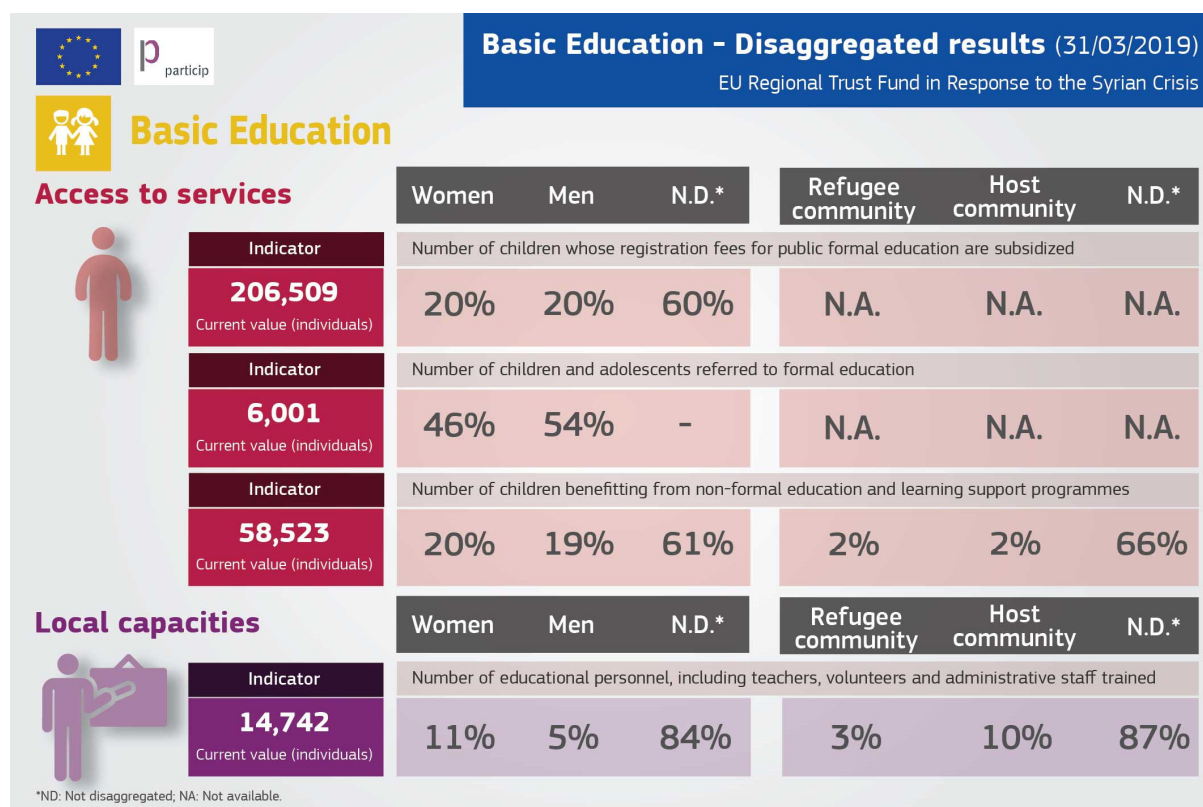 p
particip
Basic Education – Disaggregated results (31/03/2019)
EU Regional Trust Fund in Response to the Syrian Crisis
Basic Education
Access to services
Women Men N.D.* Refugee community Host community N.D.*
Indicator
Number of children whose registration fees for public formal education are subsidized
206,509
Current value (individuals)
20% 20% 60% N.A. N.A. N.A.
Indicator
Number of children and adolescents referred to formal education
6,001
Current value (individuals)
46% 54% - N.A. N.A. N.A.
Indicator
Number of children benefitting from non-formal education and learning support programmes
58,523
Current value (individuals)
20% 19% 61% 2% 2% 66%
Local capacities
Women Men N.D.* Refugee community Host community N.D.*
Indicator
Number of educational personnel, including teachers, volunteers and administrative staff trained
14,742
Current value (individuals)
11% 5% 84% 3% 10% 87%
*ND: Not disaggregated; NA: Not available.